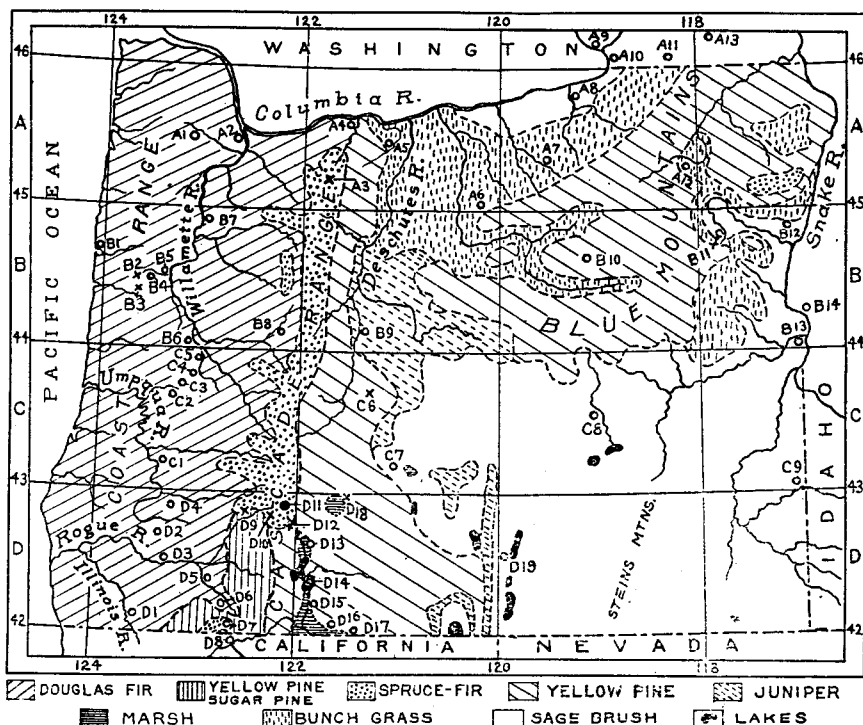 124 122 120 118
46 WASHINGTON 46
A9 A10 A11 A13
A8
Columbia R.
A A1 A2 A4 A5 A7 A
A3 A12
45 A6 45
PACIFIC OCEAN
COAST RANGE
Willamette R.
CASCADE RANGE
Deschutes R.
BLUE MOUNTAINS
Snake R.
B1 B7 B12
B B2 B5 B10 B11 B
B3 B4
B8 B9 B14
B6 B13
44 44
C5
C4 C3
Umpqua R.
C2 C6 C8
C C
C1 C7 C9
IDAHO
43 43
D4 D9 D11 D18
Rogue R.
D2 D10 D12
D D3 D13 D19 D
STEINS MTNS.
D5 D14
Illinois R.
D6 D15
D1 D7 D16
42 D8 D17 42
CALIFORNIA NEVADA
124 122 120 118
DOUGLAS FIR YELLOW PINE SUGAR PINE SPRUCE-FIR YELLOW PINE JUNIPER
MARSH BUNCH GRASS SAGE BRUSH LAKES